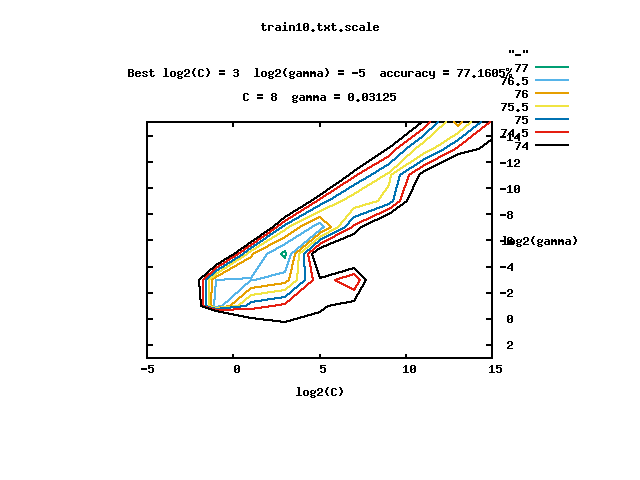 train10.txt.scale
"-"
Best log2(C) = 3  log2(gamma) = -5  accuracy = 77.1605%
77
76.5
C = 8  gamma = 0.03125
76
75.5
75
74.5
74
-14
-12
-10
-8
-6
log2(gamma)
-4
-2
0
2
-5 0 5 10 15
log2(C)